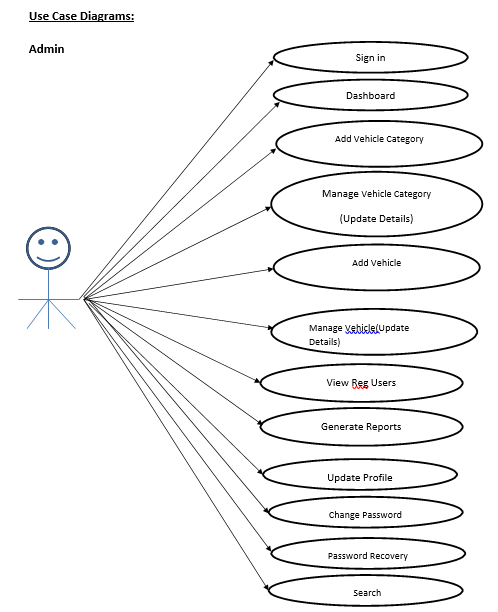 Use Case Diagrams:
Admin
Sign in
Dashboard
Add Vehicle Category
Manage Vehicle Category
(Update Details)
Add Vehicle
Manage Vehicle(Update
Details)
View Reg Users
Generate Reports
Update Profile
Change Password
Password Recovery
Search